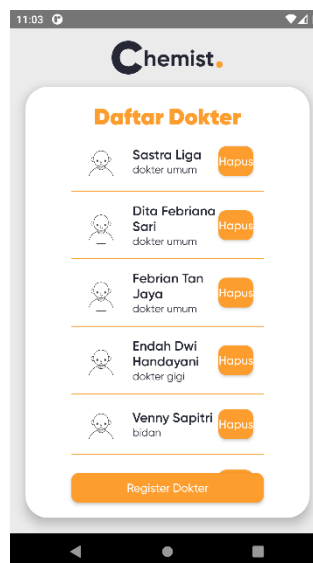 11:03
Chemist.
Daftar Dokter
Sastra Liga
dokter umum
Hapus
Dita Febriana
Sari
dokter umum
Hapus
Febrian Tan
Jaya
dokter umum
Hapus
Endah Dwi
Handayani
dokter gigi
Hapus
Venny Sapitri
bidan
Hapus
Register Dokter